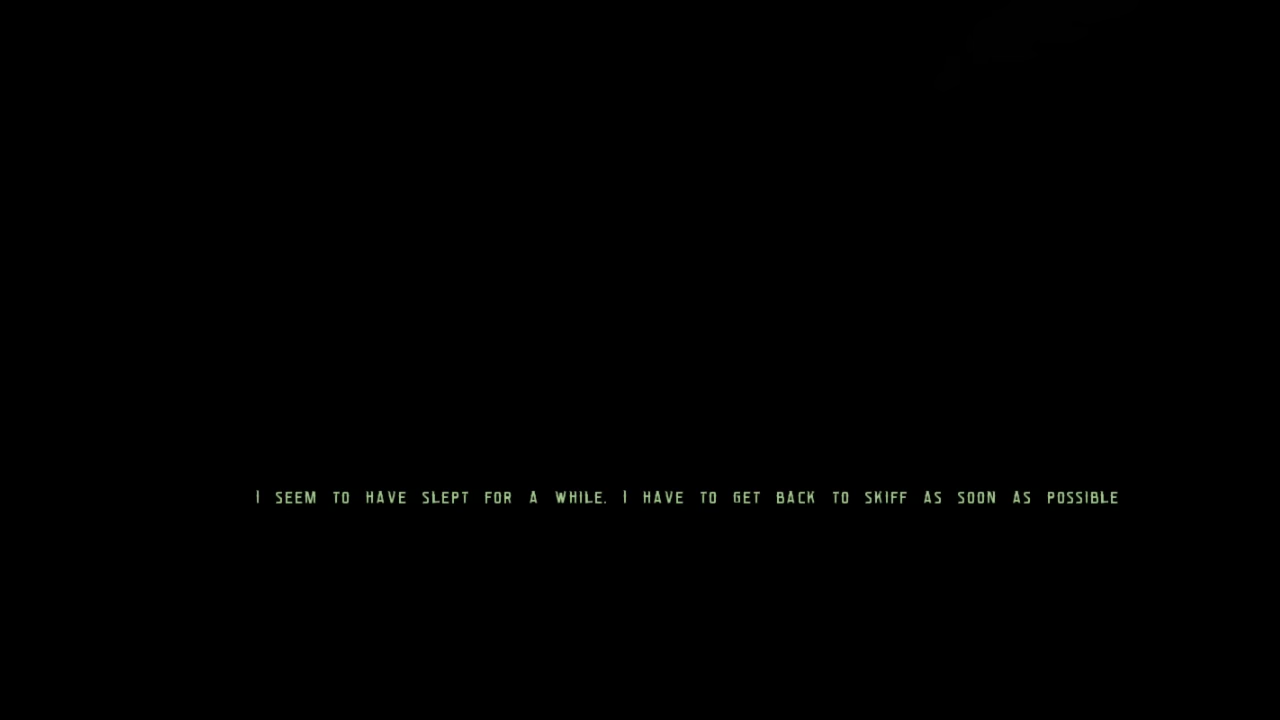 I SEEM TO HAVE SLEPT FOR A WHILE. I HAVE TO GET BACK TO SKIFF AS SOON AS POSSIBLE